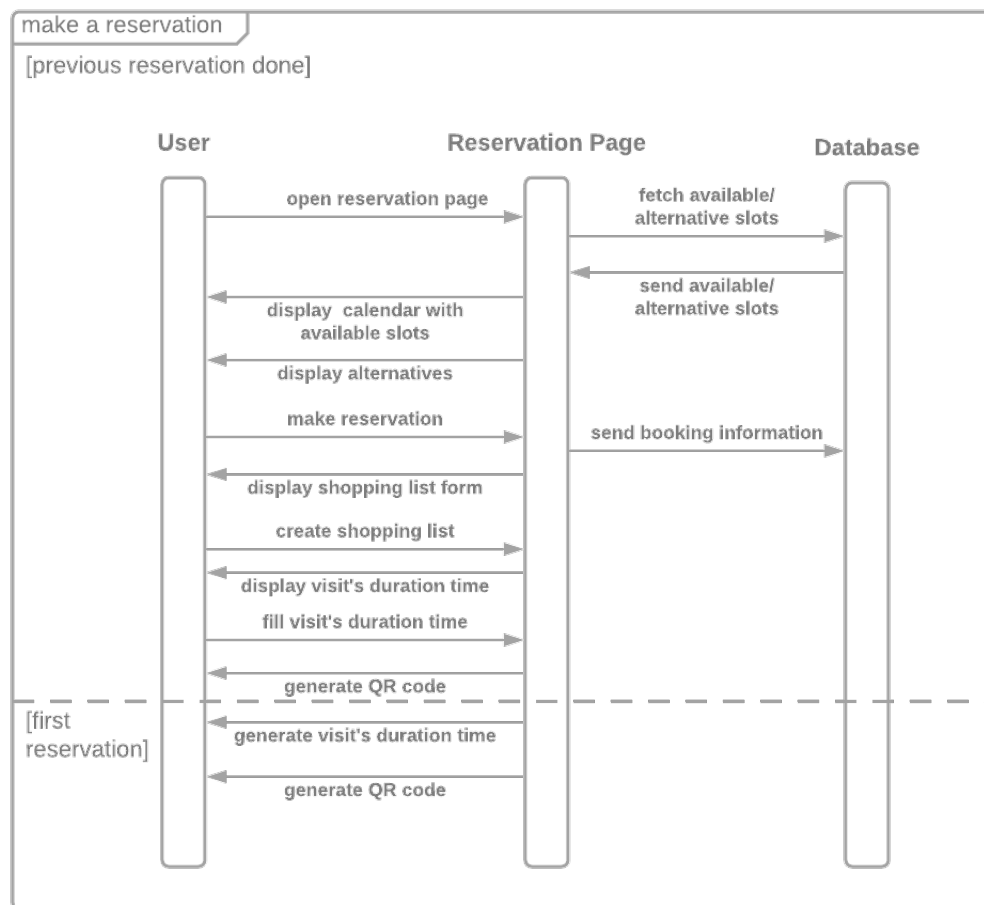 make a reservation
[previous reservation done]
User
Reservation Page
Database
open reservation page
fetch available/
alternative slots
send available/
alternative slots
display calendar with
available slots
display alternatives
make reservation
send booking information
display shopping list form
create shopping list
display visit's duration time
fill visit's duration time
generate QR code
[first
reservation]
generate visit's duration time
generate QR code